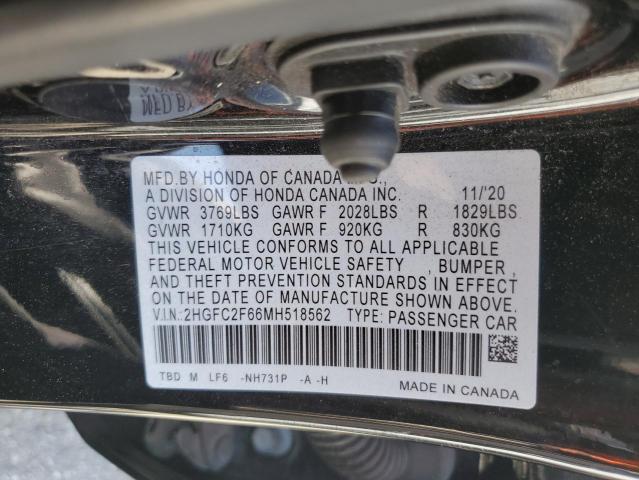 MFD.BY HONDA OF CANADA MFG.,
A DIVISION OF HONDA CANADA INC. 11/'20
GVWR 3769LBS GAWR F 2028LBS R 1829LBS
GVWR 1710KG GAWR F 920KG R 830KG
THIS VEHICLE CONFORMS TO ALL APPLICABLE
FEDERAL MOTOR VEHICLE SAFETY , BUMPER ,
AND THEFT PREVENTION STANDARDS IN EFFECT
ON THE DATE OF MANUFACTURE SHOWN ABOVE.
V.I.N.:2HGFC2F66MH518562 TYPE: PASSENGER CAR
TBD M LF6 -NH731P -A -H
MADE IN CANADA